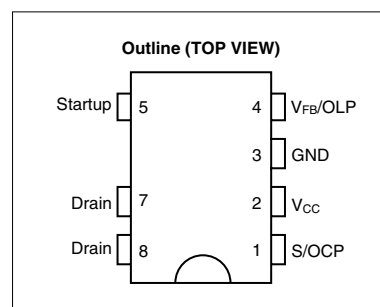 Outline (TOP VIEW)
Startup 5 4 VFB/OLP
3 GND
Drain 7 2 VCC
Drain 8 1 S/OCP